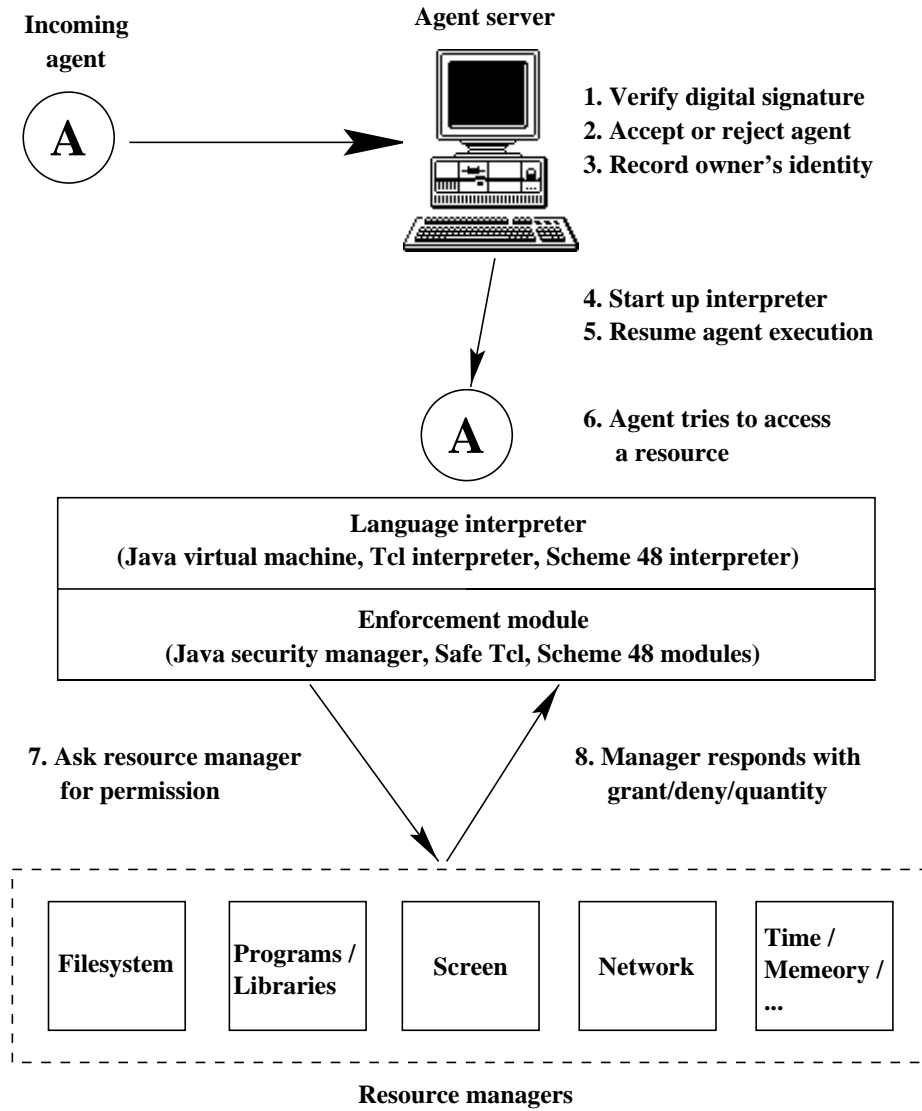 Incoming
agent
Agent server
A
1. Verify digital signature
2. Accept or reject agent
3. Record owner's identity
4. Start up interpreter
5. Resume agent execution
A
6. Agent tries to access
a resource
Language interpreter
(Java virtual machine, Tcl interpreter, Scheme 48 interpreter)
Enforcement module
(Java security manager, Safe Tcl, Scheme 48 modules)
7. Ask resource manager
for permission
8. Manager responds with
grant/deny/quantity
Filesystem
Programs /
Libraries
Screen
Network
Time /
Memeory /
...
Resource managers